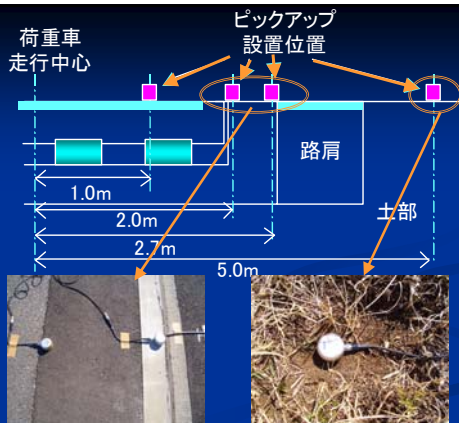 ピックアップ
設置位置
荷重車
走行中心
路肩
1.0m
土部
2.0m
2.7m
5.0m